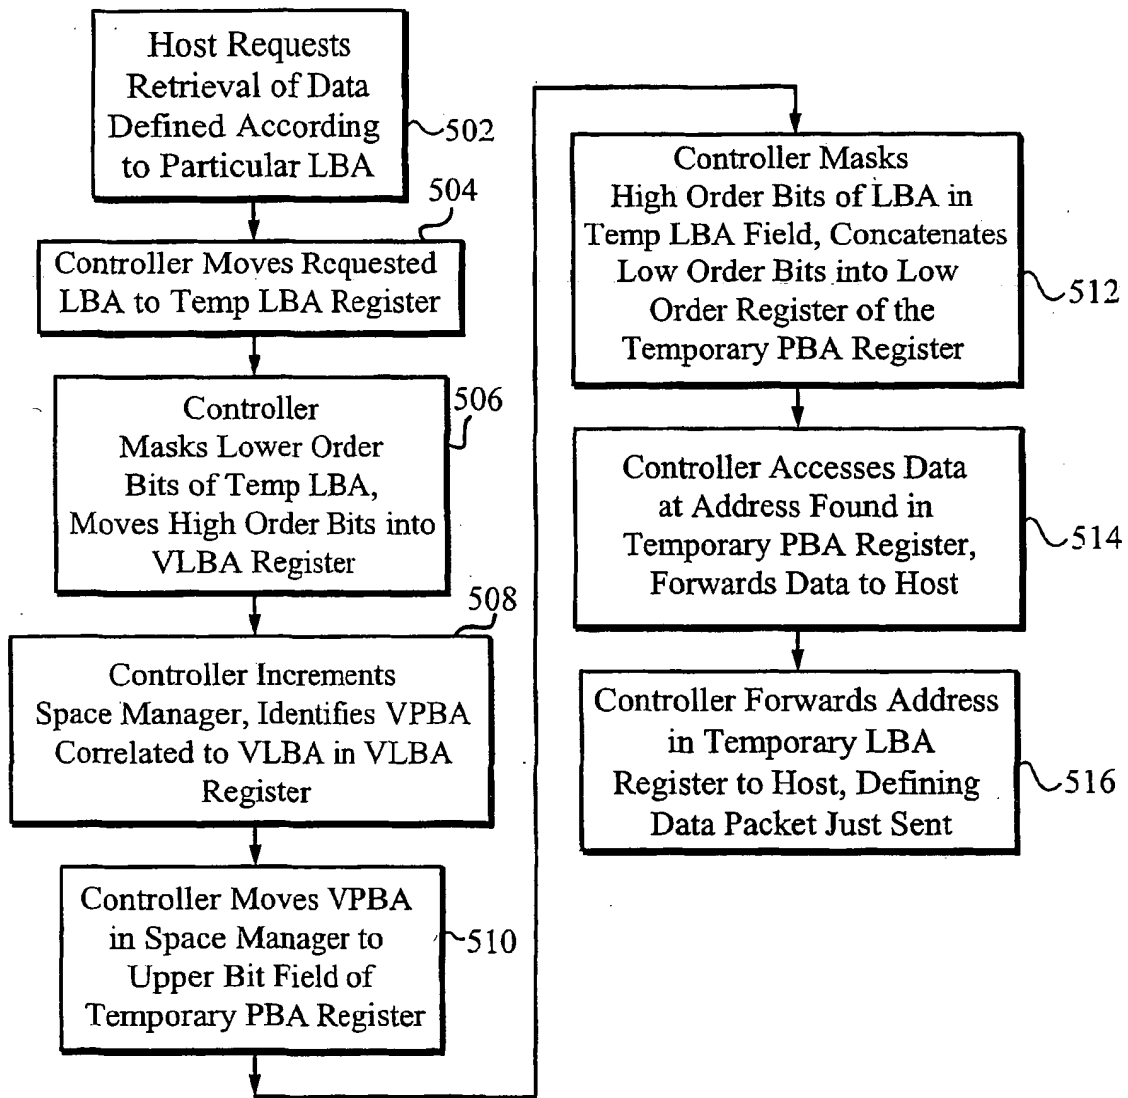 Host Requests
Retrieval of Data
Defined According
to Particular LBA
502
504
Controller Moves Requested
LBA to Temp LBA Register
506
Controller
Masks Lower Order
Bits of Temp LBA,
Moves High Order Bits into
VLBA Register
508
Controller Increments
Space Manager, Identifies VPBA
Correlated to VLBA in VLBA
Register
Controller Moves VPBA
in Space Manager to
Upper Bit Field of
Temporary PBA Register
510
Controller Masks
High Order Bits of LBA in
Temp LBA Field, Concatenates
Low Order Bits into Low
Order Register of the
Temporary PBA Register
512
Controller Accesses Data
at Address Found in
Temporary PBA Register,
Forwards Data to Host
514
Controller Forwards Address
in Temporary LBA
Register to Host, Defining
Data Packet Just Sent
516